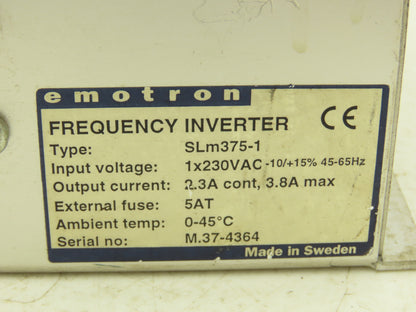 emotron
FREQUENCY INVERTER CE
Type: SLm375-1
Input voltage: 1x230VAC -10/+15% 45-65Hz
Output current: 2.3A cont, 3.8A max
External fuse: 5AT
Ambient temp: 0-45°C
Serial no: M.37-4364
Made in Sweden